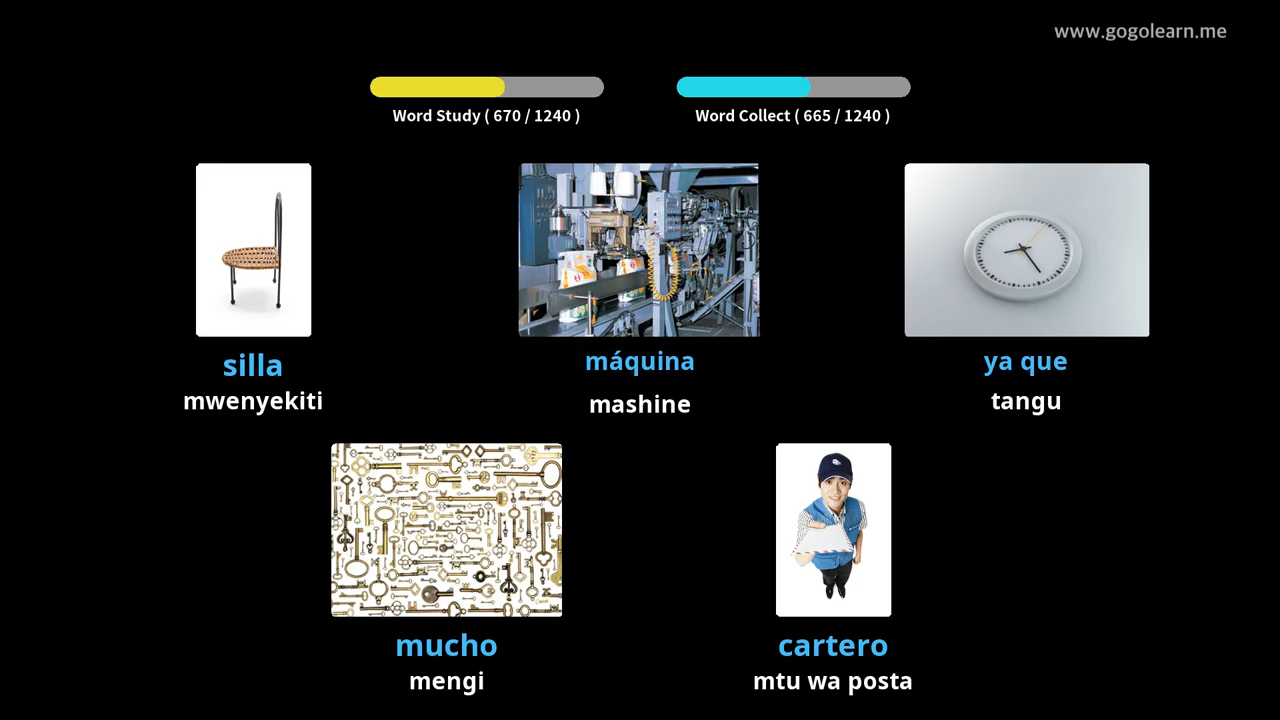 www.gogolearn.me
Word Study ( 670 / 1240 )
Word Collect ( 665 / 1240 )
silla
mwenyekiti
máquina
mashine
ya que
tangu
mucho
mengi
cartero
mtu wa posta